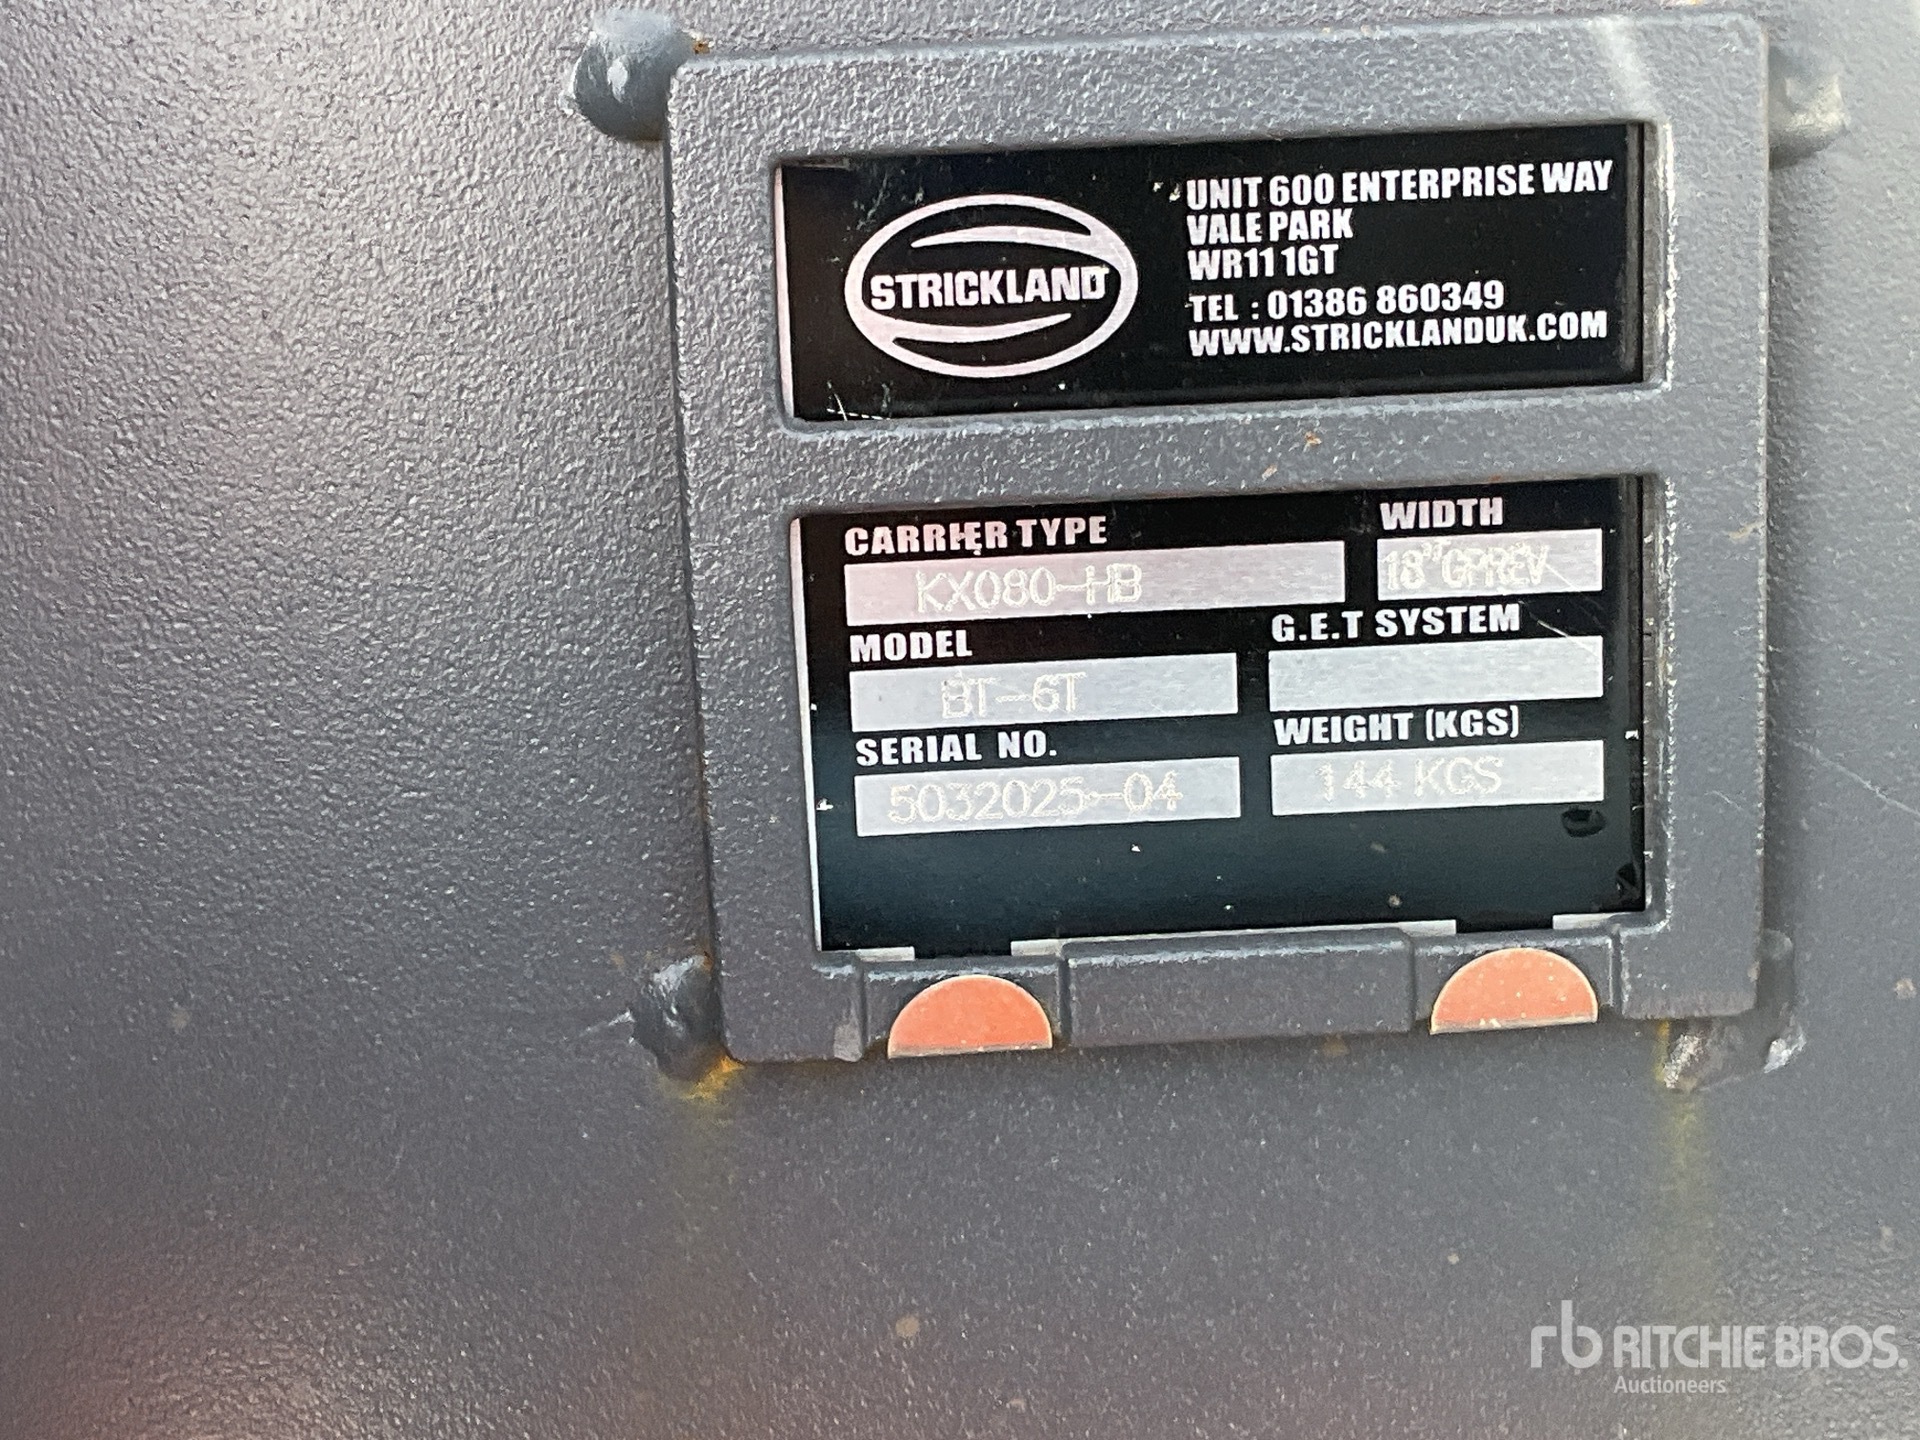 STRICKLAND
UNIT 600 ENTERPRISE WAY
VALE PARK
WR11 1GT
TEL : 01386 860349
WWW.STRICKLANDUK.COM
CARRIER TYPE
KX080-HB
WIDTH
18"GPREV
MODEL
BT-6T
G.E.T SYSTEM
SERIAL NO.
5032025-04
WEIGHT (KGS)
144 KGS
rb RITCHIE BROS.
Auctioneers